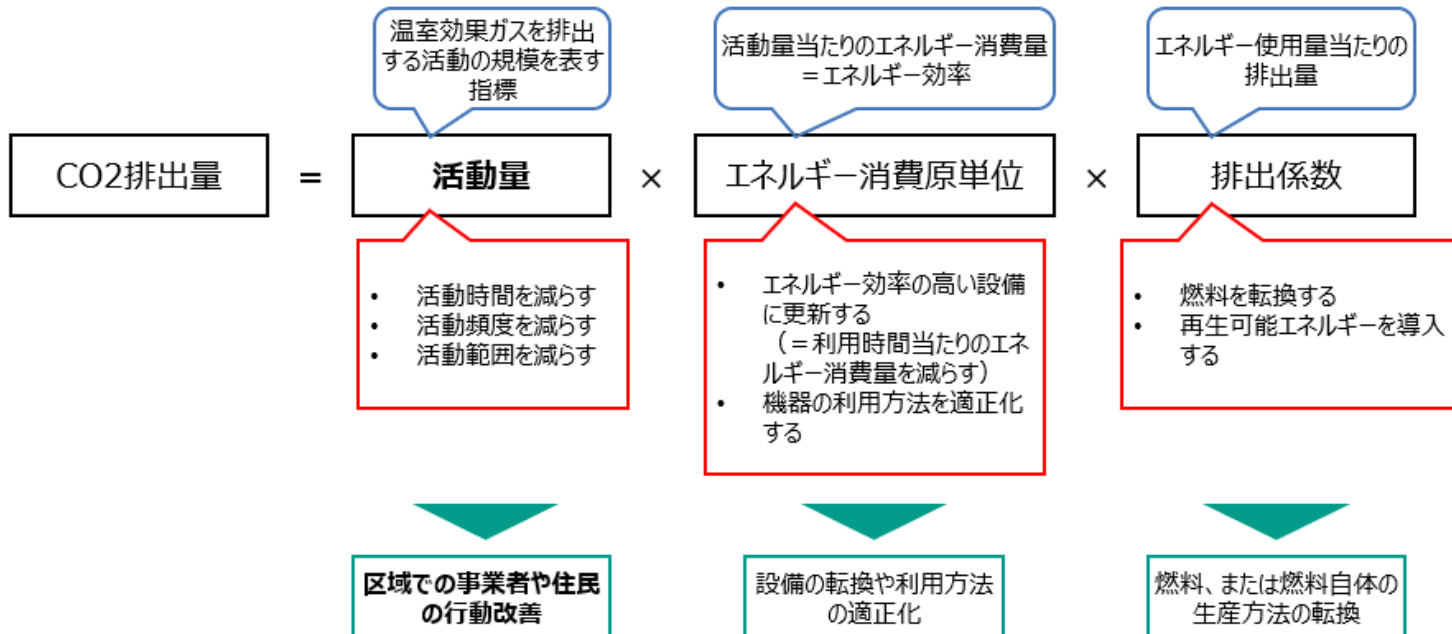 温室効果ガスを排出
する活動の規模を表す
指標
活動量当たりのエネルギー消費量
＝エネルギー効率
エネルギー使用量当たりの
排出量
CO2排出量 = 活動量 × エネルギー消費原単位 × 排出係数
• 活動時間を減らす
• 活動頻度を減らす
• 活動範囲を減らす
• エネルギー効率の高い設備
に更新する
（＝利用時間当たりのエネ
ルギー消費量を減らす）
• 機器の利用方法を適正化
する
• 燃料を転換する
• 再生可能エネルギーを導入
する
区域での事業者や住民
の行動改善
設備の転換や利用方法
の適正化
燃料、または燃料自体の
生産方法の転換